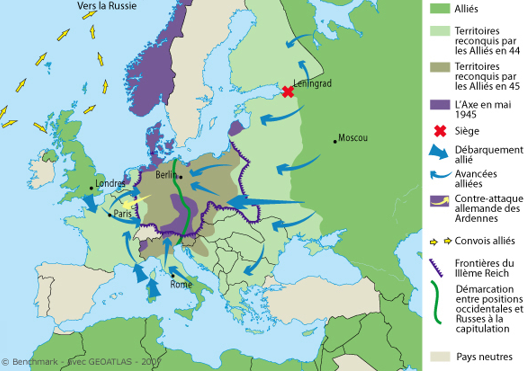 Vers la Russie
Leningrad
Moscou
Londres
Berlin
Paris
Rome
© Benchmark - avec GEOATLAS - 2007
Alliés
Territoires
reconquis par
les Alliés en 44
Territoires
reconquis par
les Alliés en 45
L'Axe en mai
1945
Siège
Débarquement
allié
Avancées
alliées
Contre-attaque
allemande des
Ardennes
Convois alliés
Frontières du
IIIème Reich
Démarcation
entre positions
occidentales et
Russes à la
capitulation
Pays neutres